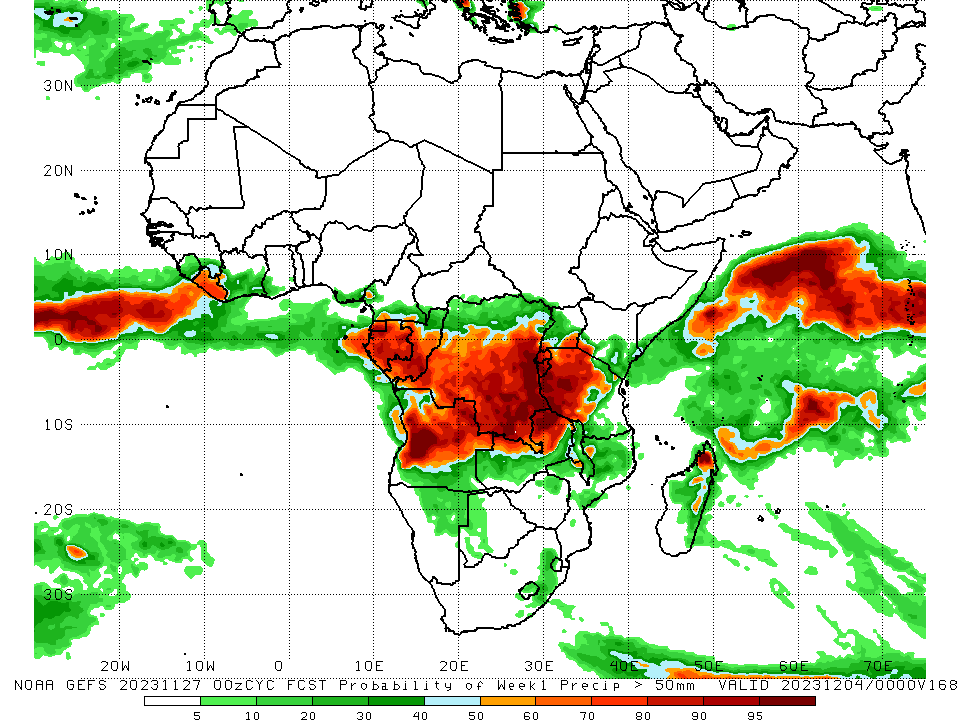 30N
20N
10N
0
10S
20S
30S
20W 10W 0 10E 20E 30E 40E 50E 60E 70E
NOAA GEFS 20231127 00zCYC FCST Probability of Week1 Precip > 50mm VALID 20231204/0000V168
5 10 20 30 40 50 60 70 80 90 95